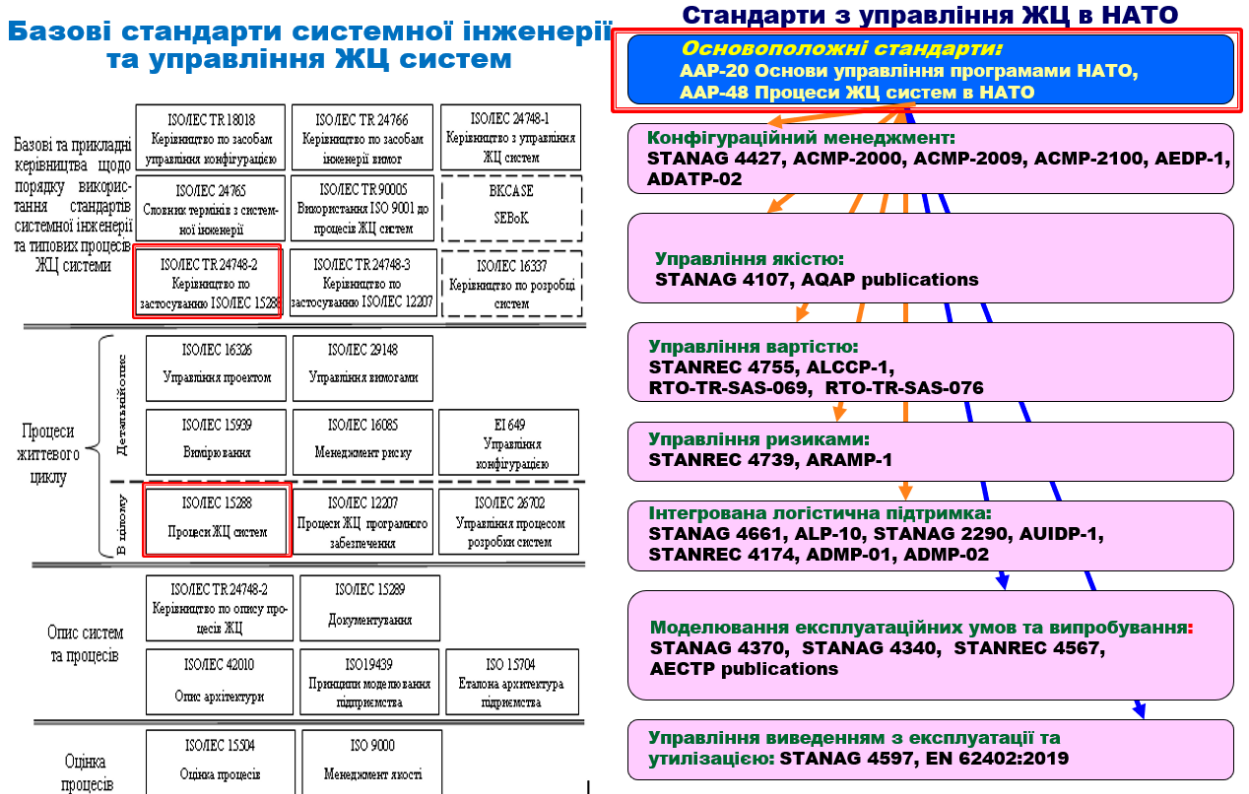 Базові стандарти системної інженерії
та управління ЖЦ систем
Базові та прикладні
керівництва щодо
порядку викорис-
тання стандартів
системної інженерії
та типових процесів
ЖЦ системи
ISO/IEC TR 18018
Керівництво по засобам
управління конфігурацією
ISO/IEC TR 24766
Керівництво по засобам
інженерії вимог
ISO/IEC 24748-1
Керівництво з управління
ЖЦ систем
ISO/IEC 24765
Словник термінів з систем-
ної інженерії
ISO/IEC TR 90005
Використання ISO 9001 до
процесів ЖЦ систем
BKCASE
SEBoK
ISO/IEC TR 24748-2
Керівництво по
застосуванню ISO/IEC 15288
ISO/IEC TR 24748-3
Керівництво по
застосуванню ISO/IEC 12207
ISO/IEC 16337
Керівництво по розробці
систем
Процеси
життєвого
циклу
Детальній опис
ISO/IEC 16326
Управління проектом
ISO/IEC 29148
Управління вимогами
ISO/IEC 15939
Вимірювання
ISO/IEC 16085
Менеджмент риску
EI 649
Управління
конфігурацією
В цілому
ISO/IEC 15288
Процеси ЖЦ систем
ISO/IEC 12207
Процеси ЖЦ програмного
забезпечення
ISO/IEC 26702
Управління процесом
розробки систем
Опис систем
та процесів
ISO/IEC TR 24748-2
Керівництво по опису про-
цесів ЖЦ
ISO/IEC 15289
Документування
ISO/IEC 42010
Опис архітектури
ISO19439
Принципи моделювання
підприємства
ISO 15704
Еталона архітектура
підприємства
Оцінка
процесів
ISO/IEC 15504
Оцінка процесів
ISO 9000
Менеджмент якості
Стандарти з управління ЖЦ в НАТО
Основоположні стандарти:
ААР-20 Основи управління програмами НАТО,
ААР-48 Процеси ЖЦ систем в НАТО
Конфігураційний менеджмент:
STANAG 4427, ACMP-2000, ACMP-2009, ACMP-2100, AEDP-1,
ADATP-02
Управління якістю:
STANAG 4107, AQAP publications
Управління вартістю:
STANREC 4755, ALCCP-1,
RTO-TR-SAS-069, RTO-TR-SAS-076
Управління ризиками:
STANREC 4739, ARAMP-1
Інтегрована логістична підтримка:
STANAG 4661, ALP-10, STANAG 2290, AUIDP-1,
STANREC 4174, ADMP-01, ADMP-02
Моделювання експлуатаційних умов та випробування:
STANAG 4370, STANAG 4340, STANREC 4567,
AECTP publications
Управління виведенням з експлуатації та
утилізацією: STANAG 4597, EN 62402:2019